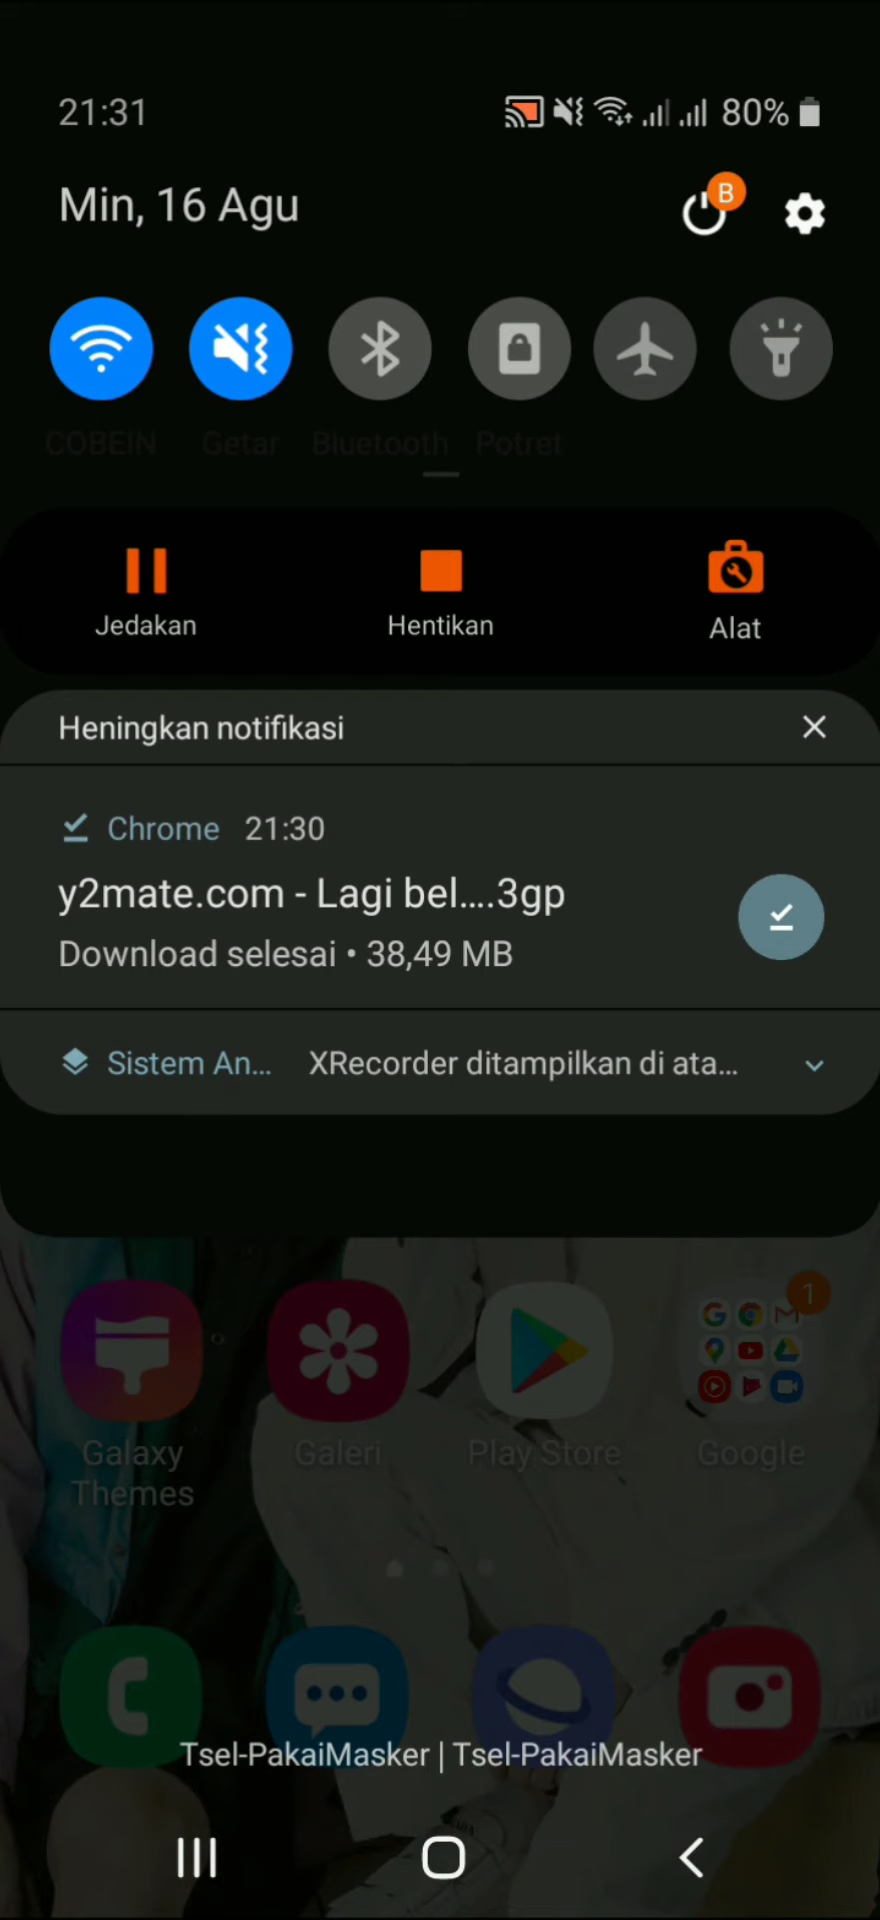 21:31
80%
Min, 16 Agu
B
COBEIN Getar Bluetooth Potret
Jedakan Hentikan Alat
Heningkan notifikasi
Chrome 21:30
y2mate.com - Lagi bel....3gp
Download selesai • 38,49 MB
Sistem An... XRecorder ditampilkan di ata...
1
Galaxy Themes
Galeri
Play Store
Google
Tsel-PakaiMasker | Tsel-PakaiMasker